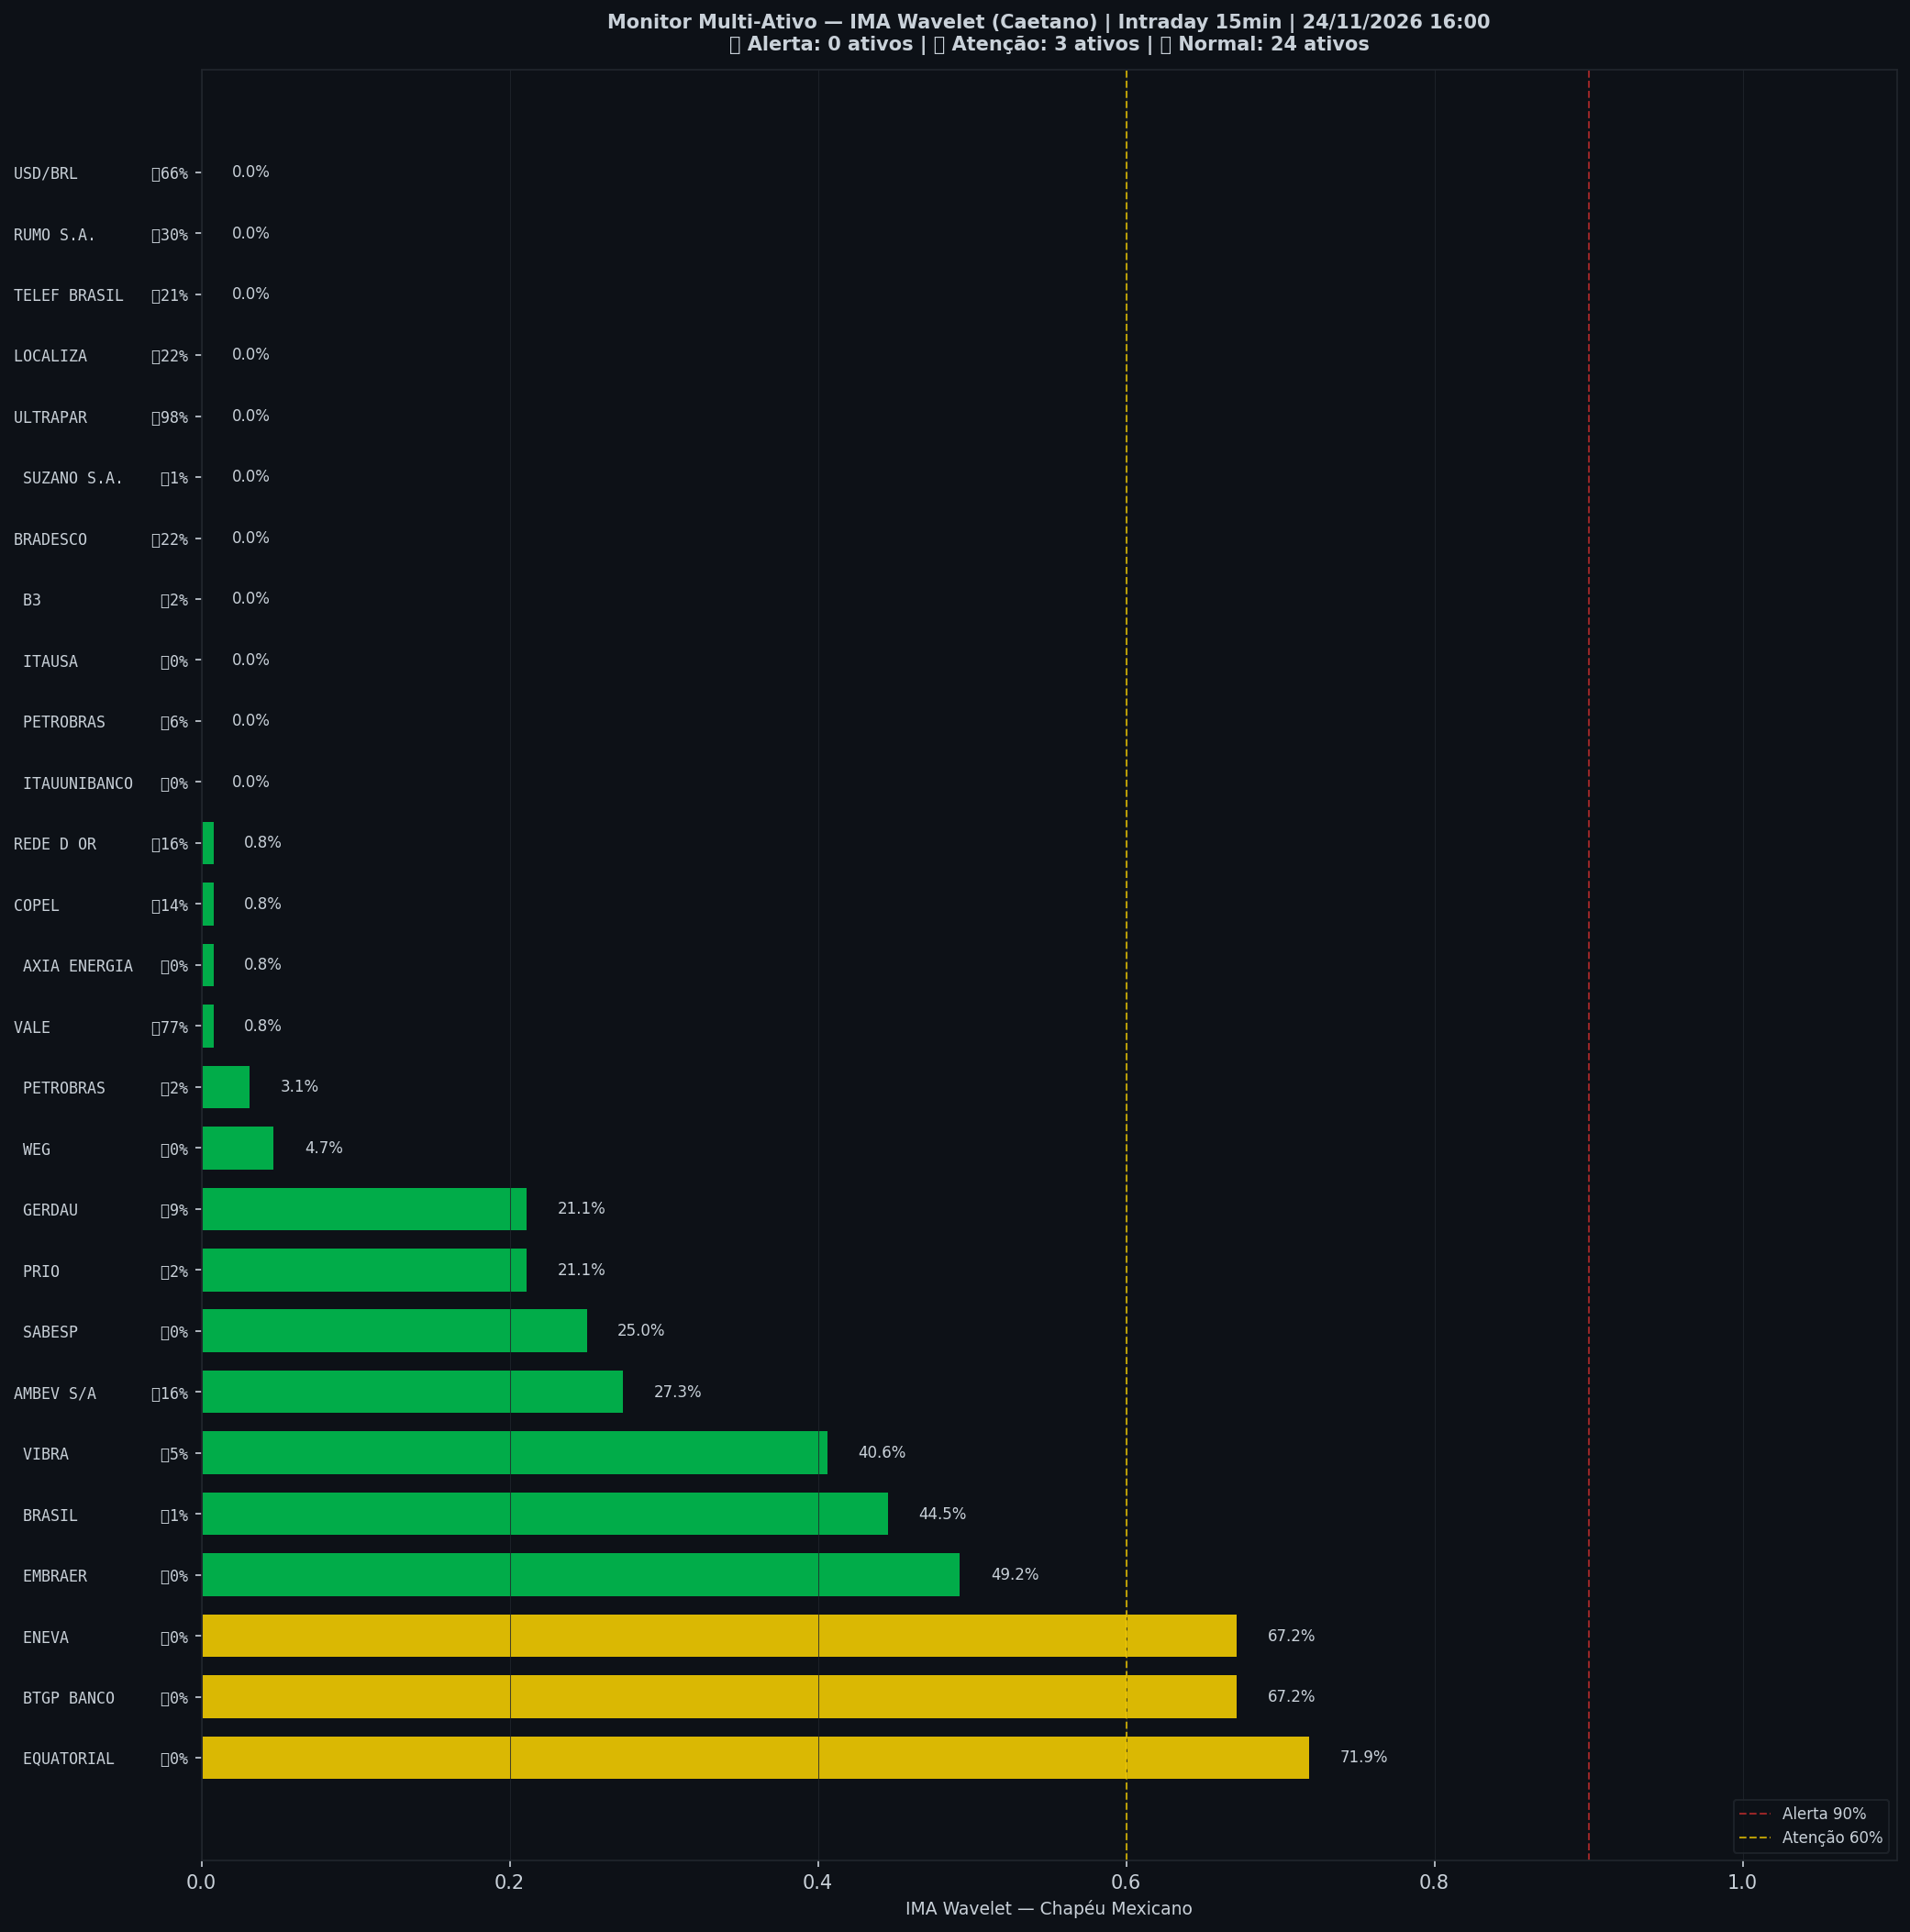 Monitor Multi-Ativo — IMA Wavelet (Caetano) | Intraday 15min | 24/11/2026 16:00
▯ Alerta: 0 ativos | ▯ Atenção: 3 ativos | ▯ Normal: 24 ativos
USD/BRL ▯66% 0.0%
RUMO S.A. ▯30% 0.0%
TELEF BRASIL ▯21% 0.0%
LOCALIZA ▯22% 0.0%
ULTRAPAR ▯98% 0.0%
SUZANO S.A. ▯1% 0.0%
BRADESCO ▯22% 0.0%
B3 ▯2% 0.0%
ITAUSA ▯0% 0.0%
PETROBRAS ▯6% 0.0%
ITAUUNIBANCO ▯0% 0.0%
REDE D OR ▯16% 0.8%
COPEL ▯14% 0.8%
AXIA ENERGIA ▯0% 0.8%
VALE ▯77% 0.8%
PETROBRAS ▯2% 3.1%
WEG ▯0% 4.7%
GERDAU ▯9% 21.1%
PRIO ▯2% 21.1%
SABESP ▯0% 25.0%
AMBEV S/A ▯16% 27.3%
VIBRA ▯5% 40.6%
BRASIL ▯1% 44.5%
EMBRAER ▯0% 49.2%
ENEVA ▯0% 67.2%
BTGP BANCO ▯0% 67.2%
EQUATORIAL ▯0% 71.9%
Alerta 90%
Atenção 60%
0.0 0.2 0.4 0.6 0.8 1.0
IMA Wavelet — Chapéu Mexicano